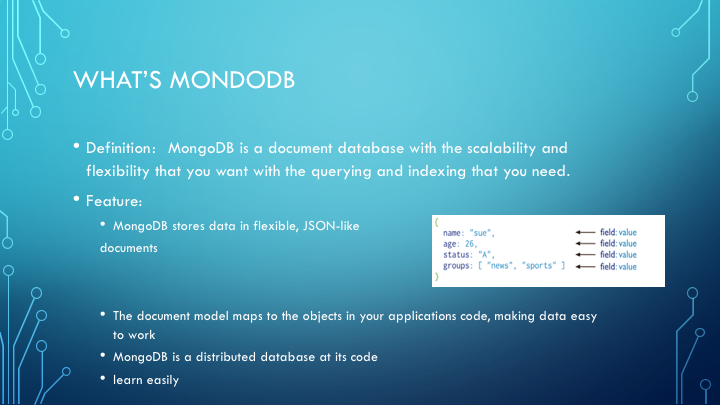 WHAT'S MONDODB
• Definition: MongoDB is a document database with the scalability and
flexibility that you want with the querying and indexing that you need.
• Feature:
• MongoDB stores data in flexible, JSON-like
documents
{
name: "sue", field: value
age: 26, field: value
status: "A", field: value
groups: [ "news", "sports" ] field: value
}
• The document model maps to the objects in your applications code, making data easy
to work
• MongoDB is a distributed database at its code
• learn easily